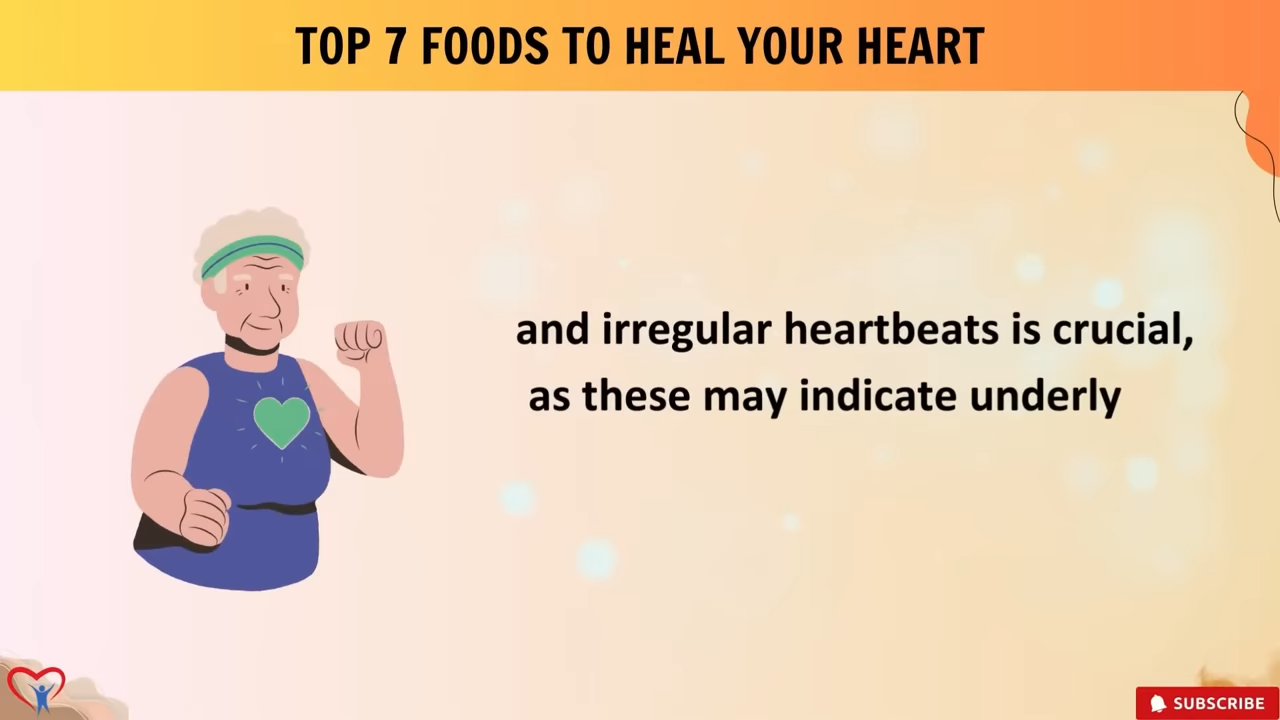 TOP 7 FOODS TO HEAL YOUR HEART
and irregular heartbeats is crucial,
as these may indicate underly
SUBSCRIBE